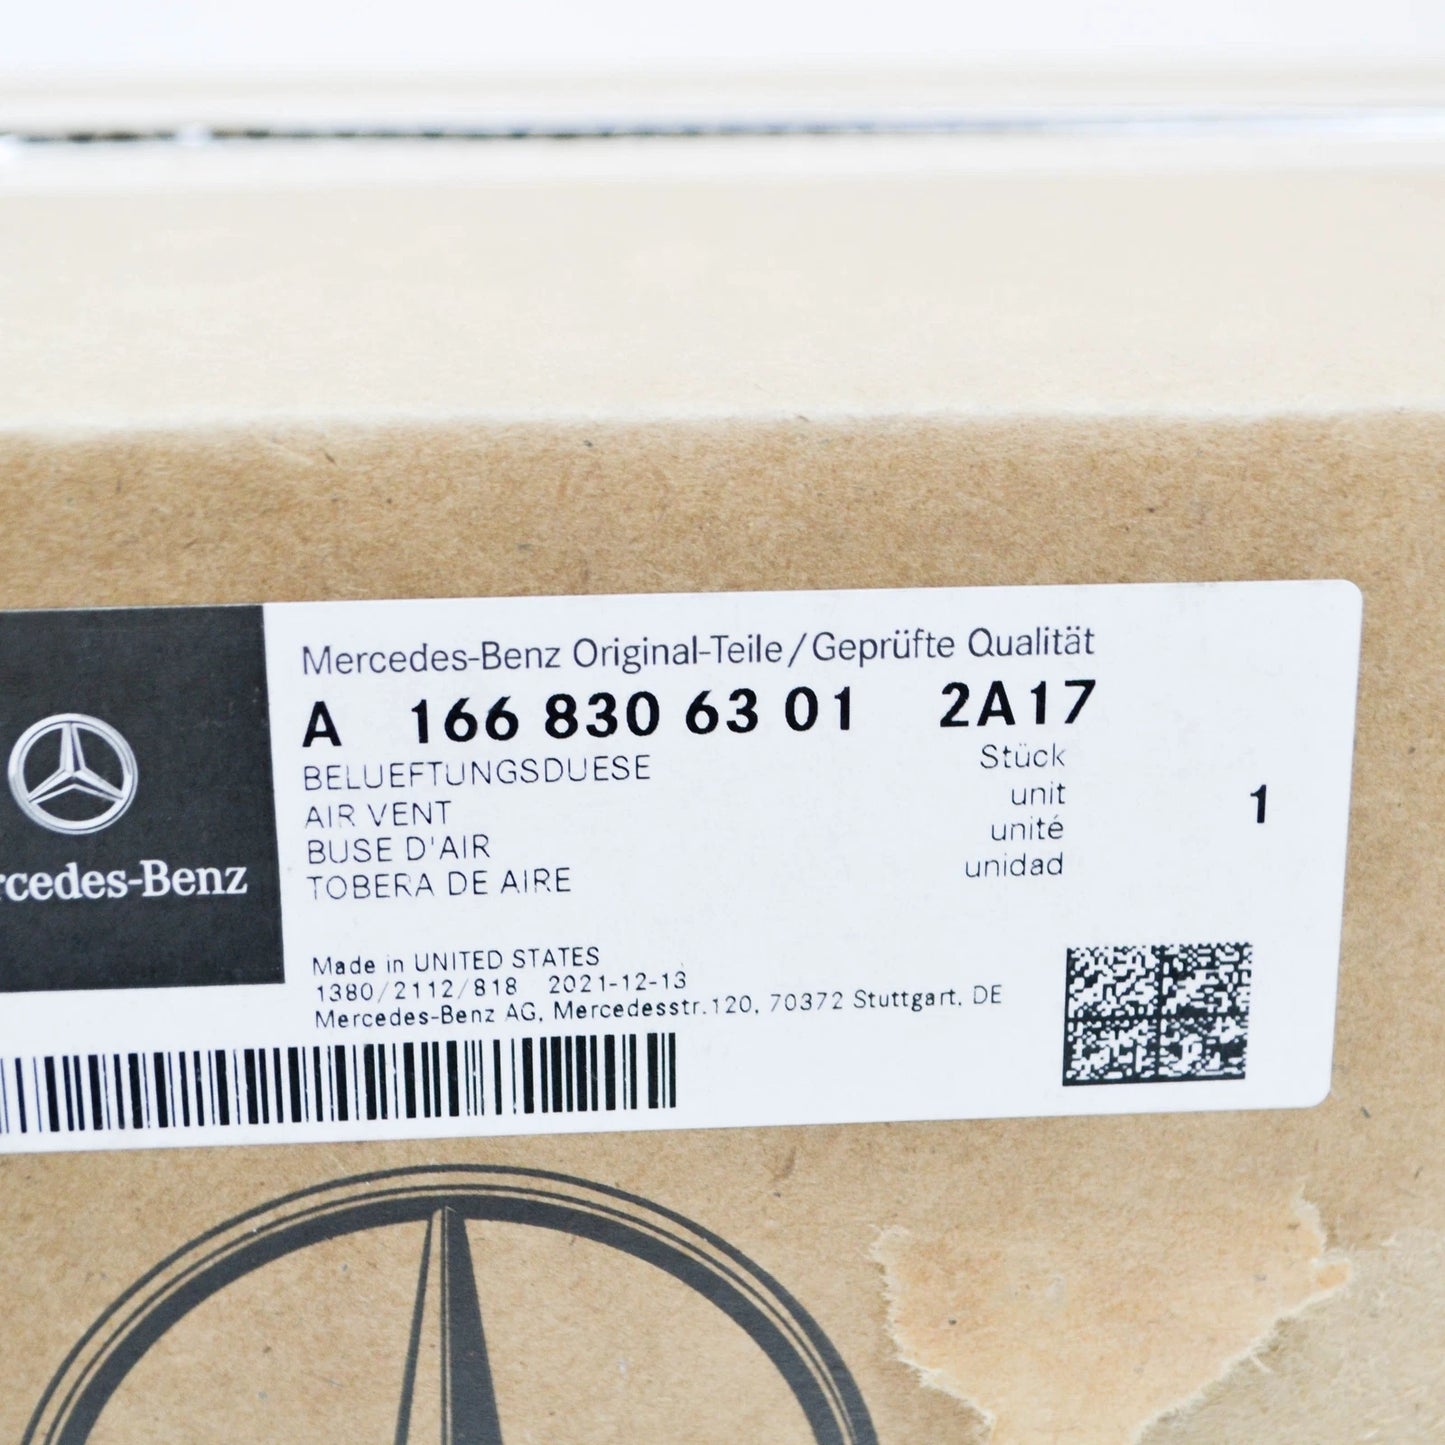 Mercedes-Benz Original-Teile/Geprüfte Qualität
A 166 830 63 01 2A17
BELUEFTUNGSDUESE
AIR VENT
BUSE D'AIR
TOBERA DE AIRE
Stück
unit
unité
unidad
1
rcedes-Benz
Made in UNITED STATES
1380/2112/818 2021-12-13
Mercedes-Benz AG, Mercedesstr.120, 70372 Stuttgart, DE